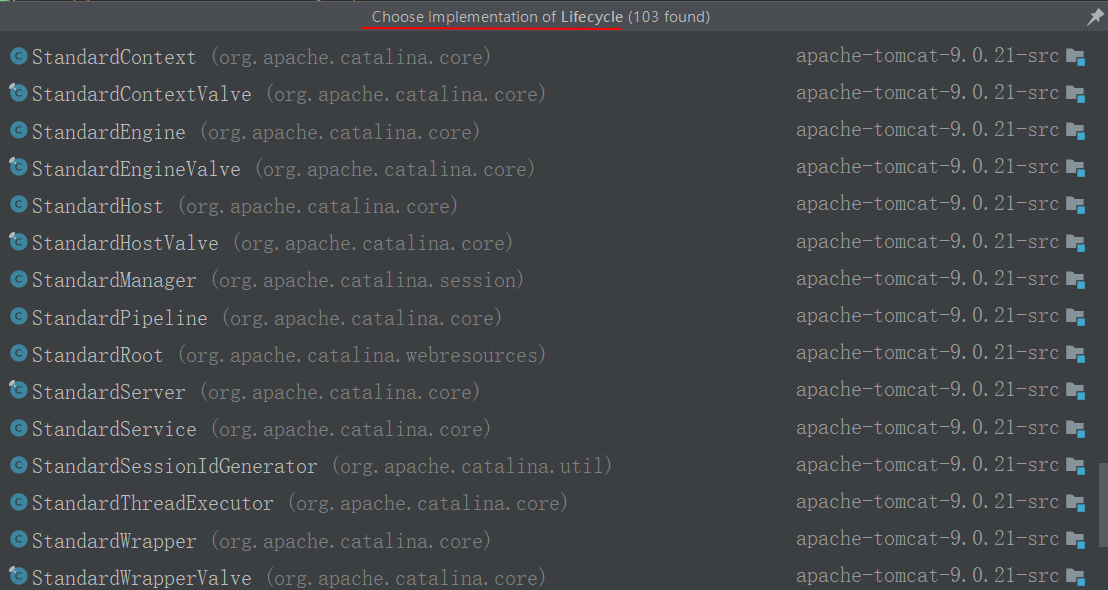 Choose Implementation of Lifecycle (103 found)
StandardContext (org.apache.catalina.core) apache-tomcat-9.0.21-src
StandardContextValve (org.apache.catalina.core) apache-tomcat-9.0.21-src
StandardEngine (org.apache.catalina.core) apache-tomcat-9.0.21-src
StandardEngineValve (org.apache.catalina.core) apache-tomcat-9.0.21-src
StandardHost (org.apache.catalina.core) apache-tomcat-9.0.21-src
StandardHostValve (org.apache.catalina.core) apache-tomcat-9.0.21-src
StandardManager (org.apache.catalina.session) apache-tomcat-9.0.21-src
StandardPipeline (org.apache.catalina.core) apache-tomcat-9.0.21-src
StandardRoot (org.apache.catalina.webresources) apache-tomcat-9.0.21-src
StandardServer (org.apache.catalina.core) apache-tomcat-9.0.21-src
StandardService (org.apache.catalina.core) apache-tomcat-9.0.21-src
StandardSessionIdGenerator (org.apache.catalina.util) apache-tomcat-9.0.21-src
StandardThreadExecutor (org.apache.catalina.core) apache-tomcat-9.0.21-src
StandardWrapper (org.apache.catalina.core) apache-tomcat-9.0.21-src
StandardWrapperValve (org.apache.catalina.core) apache-tomcat-9.0.21-src